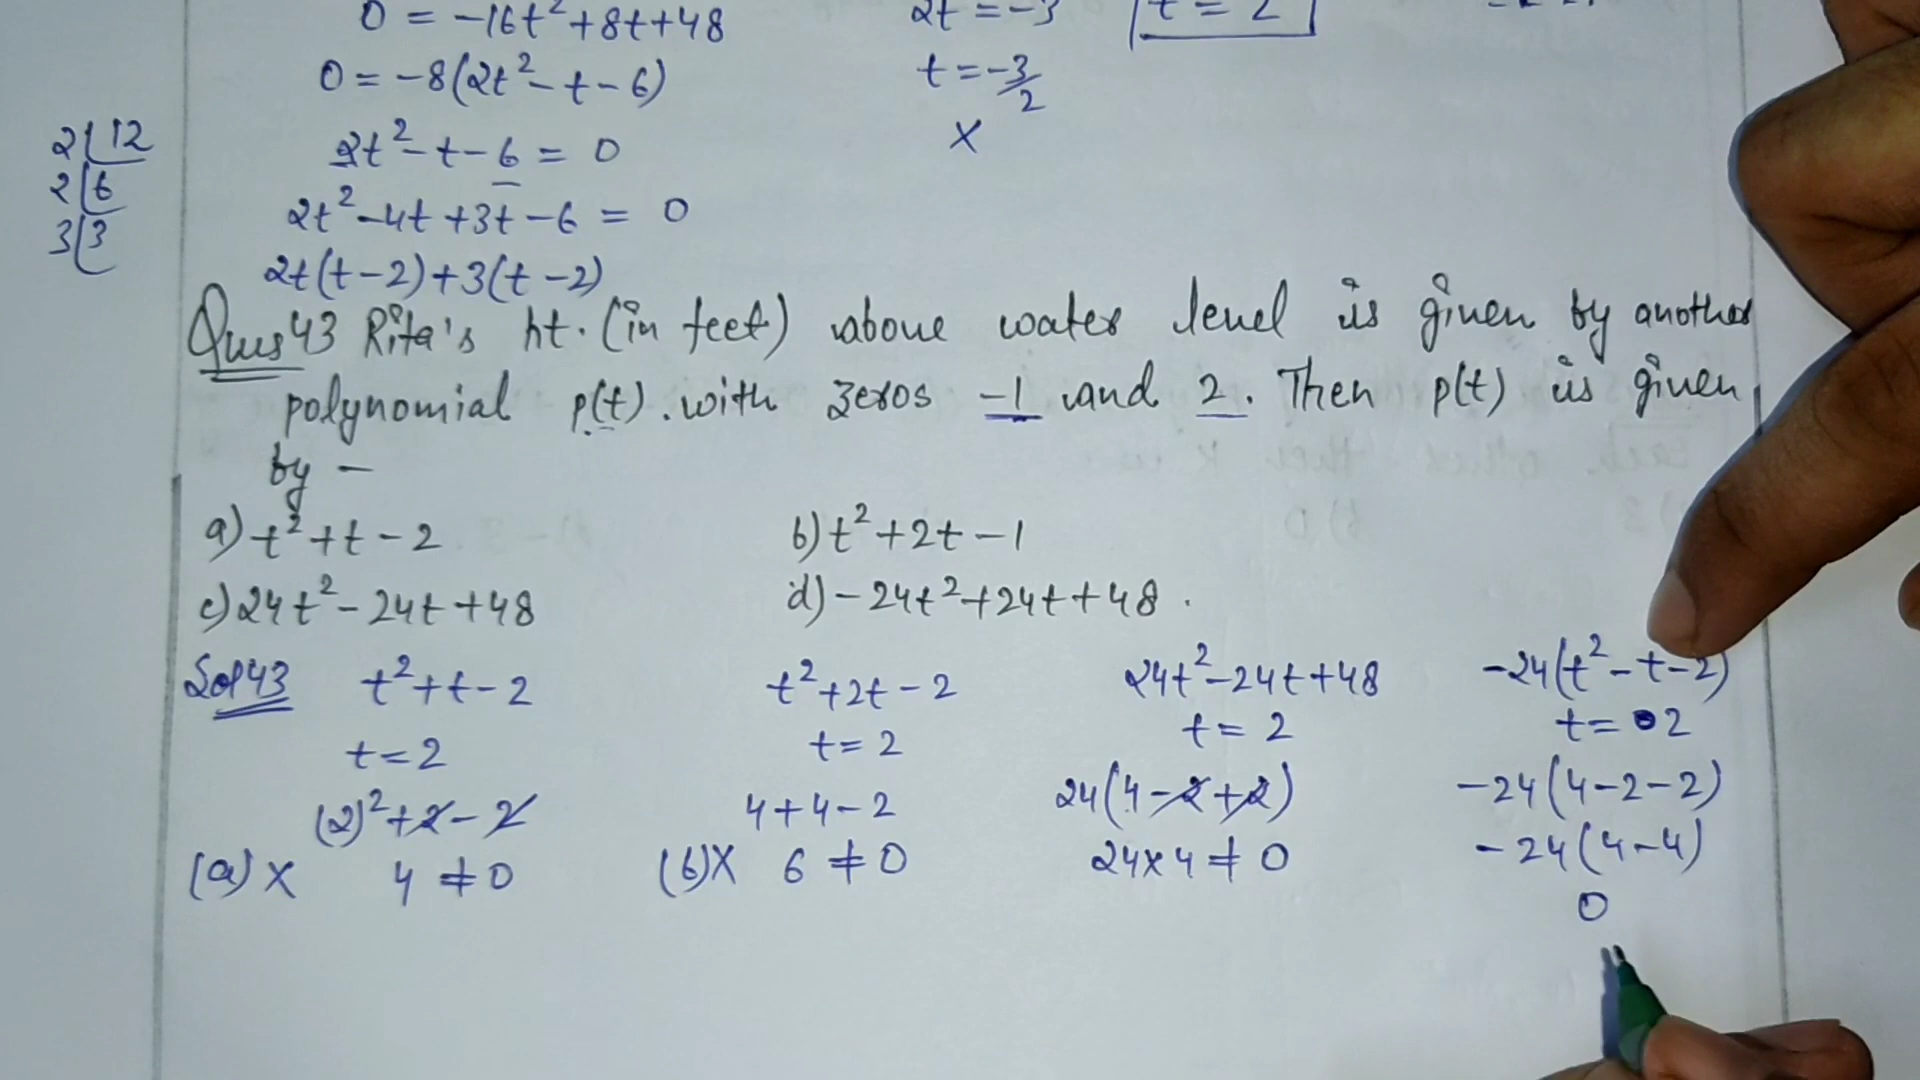 0 = -16t²+8t+48
0 = -8(2t²-t-6)
2t²-t-6 = 0
2t²-4t+3t-6 = 0
2t(t-2)+3(t-2)
2t = -3
t = -3/2
×
t = 2
2 | 12
2 | 6
3 | 3
Ques 43 Rita's ht. (in feet) above water level is given by another
polynomial p(t). with zeros -1 and 2. Then p(t) is given
by -
a) t²+t-2 b) t²+2t-1
c) 24t²-24t+48 d) -24t²+24t+48.
Sol 43 t²+t-2
t=2
(2)²+2-2
(a) × 4 ≠ 0
t²+2t-2
t=2
4+4-2
(b) × 6 ≠ 0
24t²-24t+48
t = 2
24(4-2+2)
24×4 ≠ 0
-24(t²-t-2)
t = 2
-24(4-2-2)
-24(4-4)
0